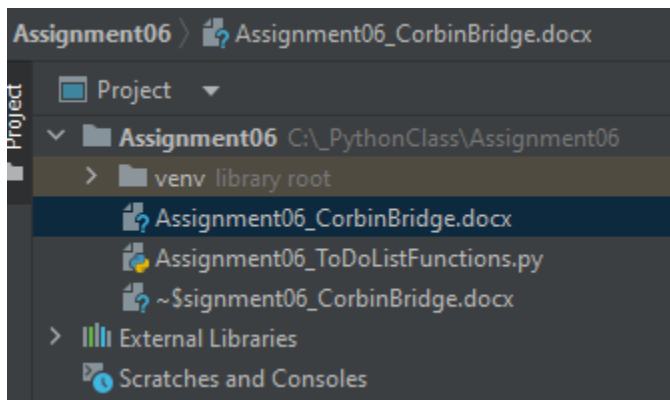 Assignment06 〉 Assignment06_CorbinBridge.docx
Project
Project
Assignment06 C:\_PythonClass\Assignment06
venv library root
Assignment06_CorbinBridge.docx
Assignment06_ToDoListFunctions.py
~$signment06_CorbinBridge.docx
External Libraries
Scratches and Consoles